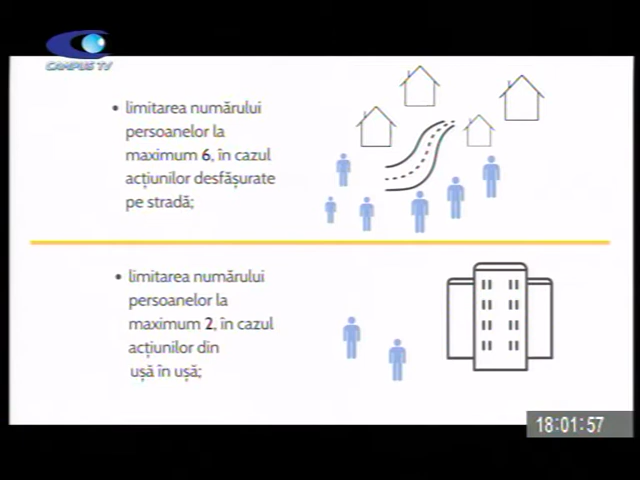 CAMPUS TV
• limitarea numărului
persoanelor la
maximum 6, în cazul
acțiunilor desfășurate
pe stradă;
• limitarea numărului
persoanelor la
maximum 2, în cazul
acțiunilor din
ușă în ușă;
18:01:57